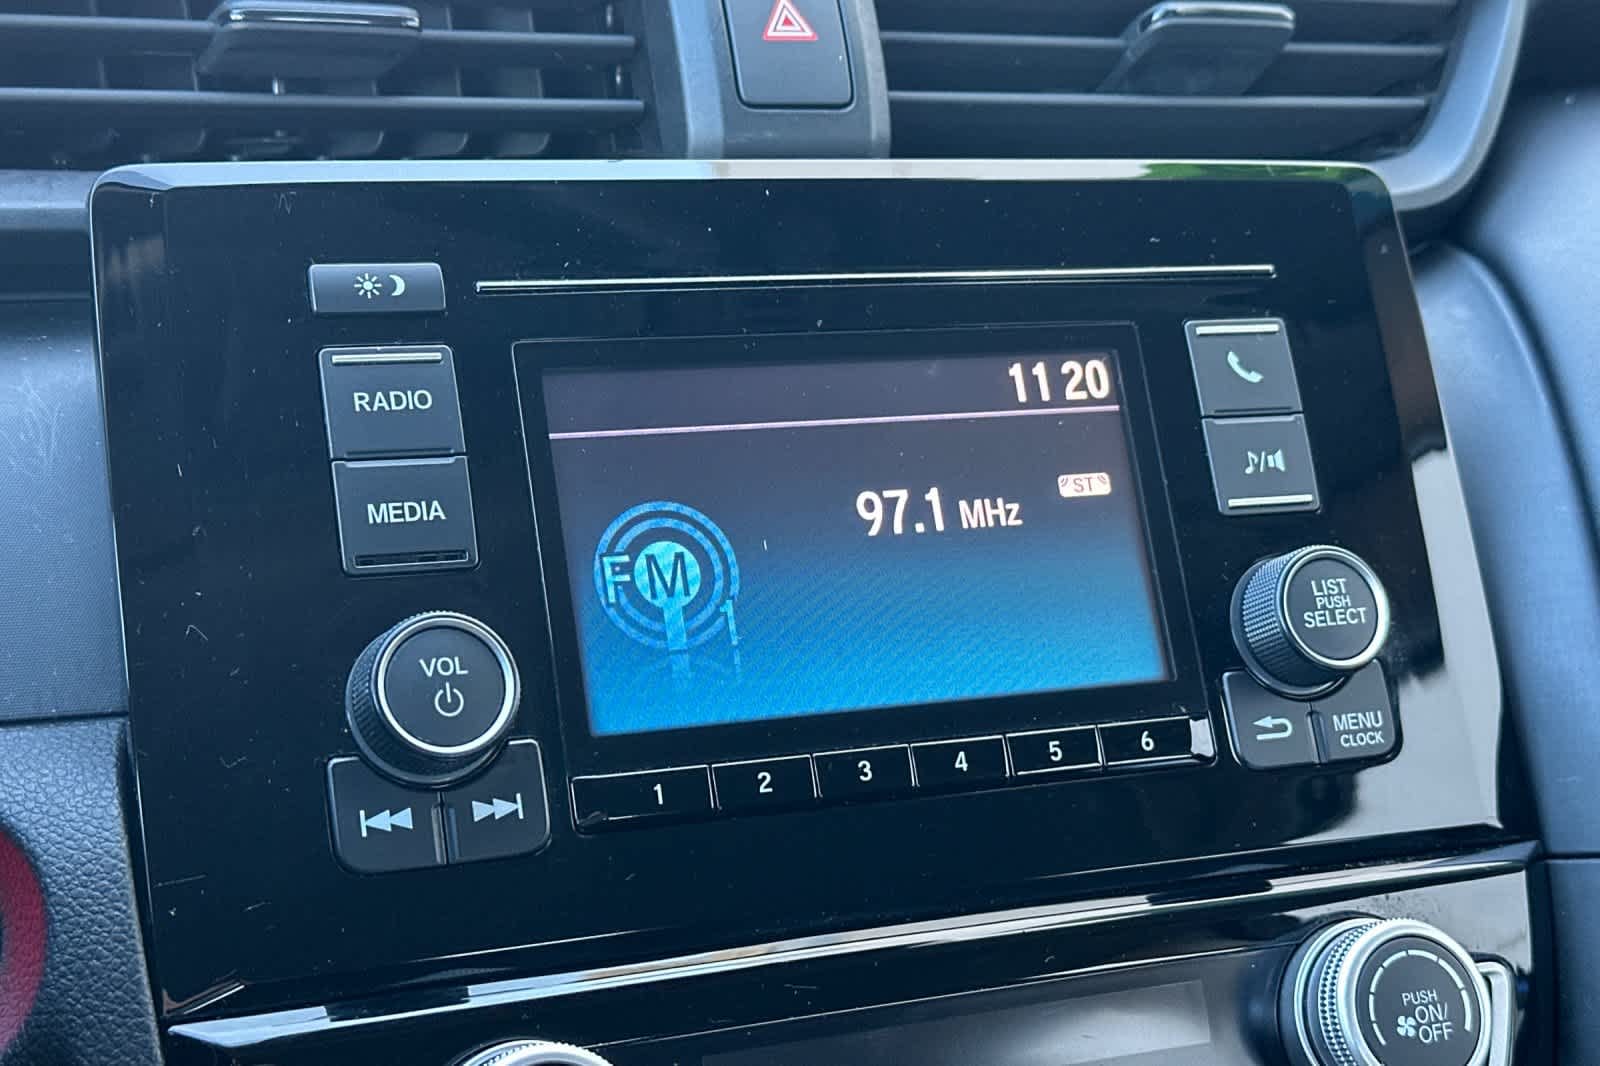 11 20
RADIO
MEDIA
97.1 MHz
ST
FM
1
VOL
LIST
PUSH
SELECT
MENU
CLOCK
1 2 3 4 5 6
PUSH
ON/
OFF